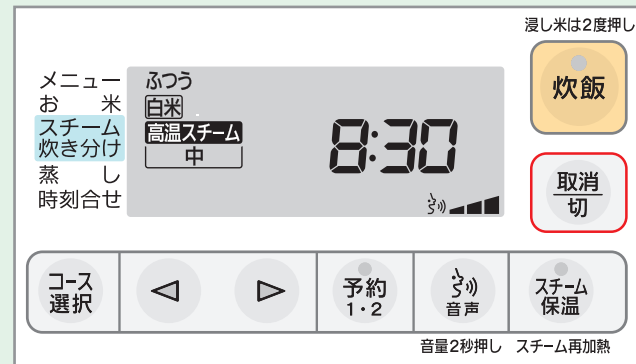 浸し米は2度押し
メニュー
お 米
スチーム
炊き分け
蒸 し
時刻合せ
ふつう
白米
高温スチーム
中
8:30
炊飯
取消
切
コース
選択
予約
1・2
音声
スチーム
保温
音量2秒押し
スチーム再加熱